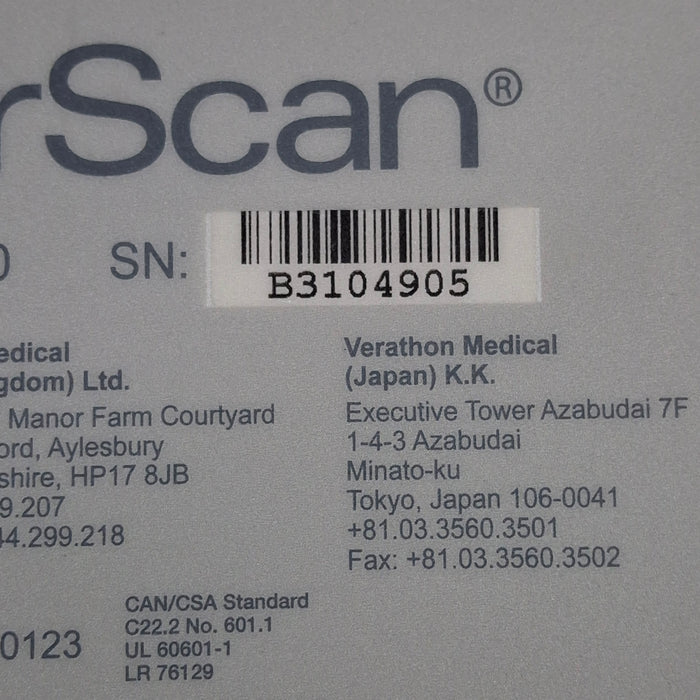 rScan®
0 SN:
B3104905
edical
gdom) Ltd.
Manor Farm Courtyard
ord, Aylesbury
shire, HP17 8JB
9.207
44.299.218
Verathon Medical
(Japan) K.K.
Executive Tower Azabudai 7F
1-4-3 Azabudai
Minato-ku
Tokyo, Japan 106-0041
+81.03.3560.3501
Fax: +81.03.3560.3502
0123
CAN/CSA Standard
C22.2 No. 601.1
UL 60601-1
LR 76129